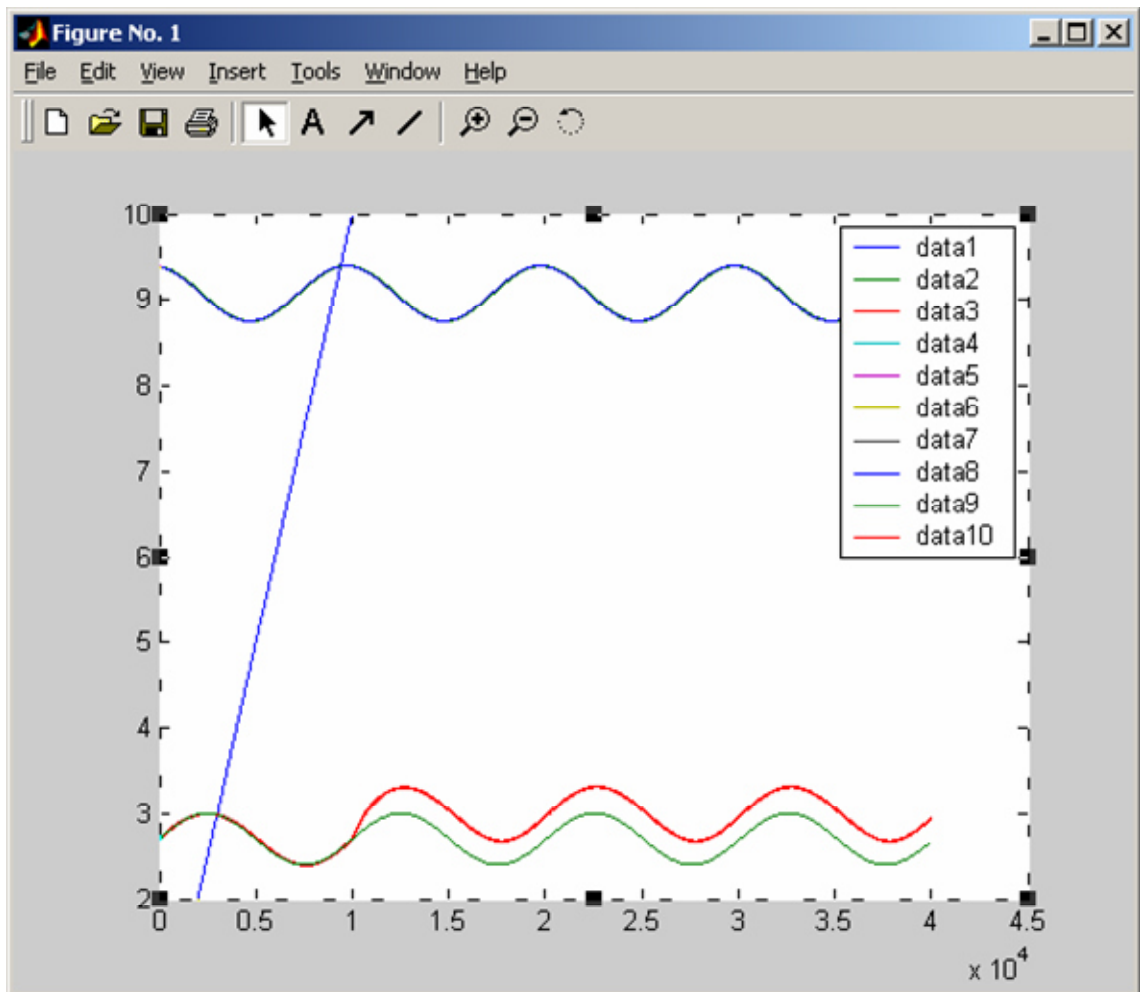 Figure No. 1
File Edit View Insert Tools Window Help
A
10
9
8
7
6
5
4
3
2
0 0.5 1 1.5 2 2.5 3 3.5 4 4.5
x 10^4
data1
data2
data3
data4
data5
data6
data7
data8
data9
data10